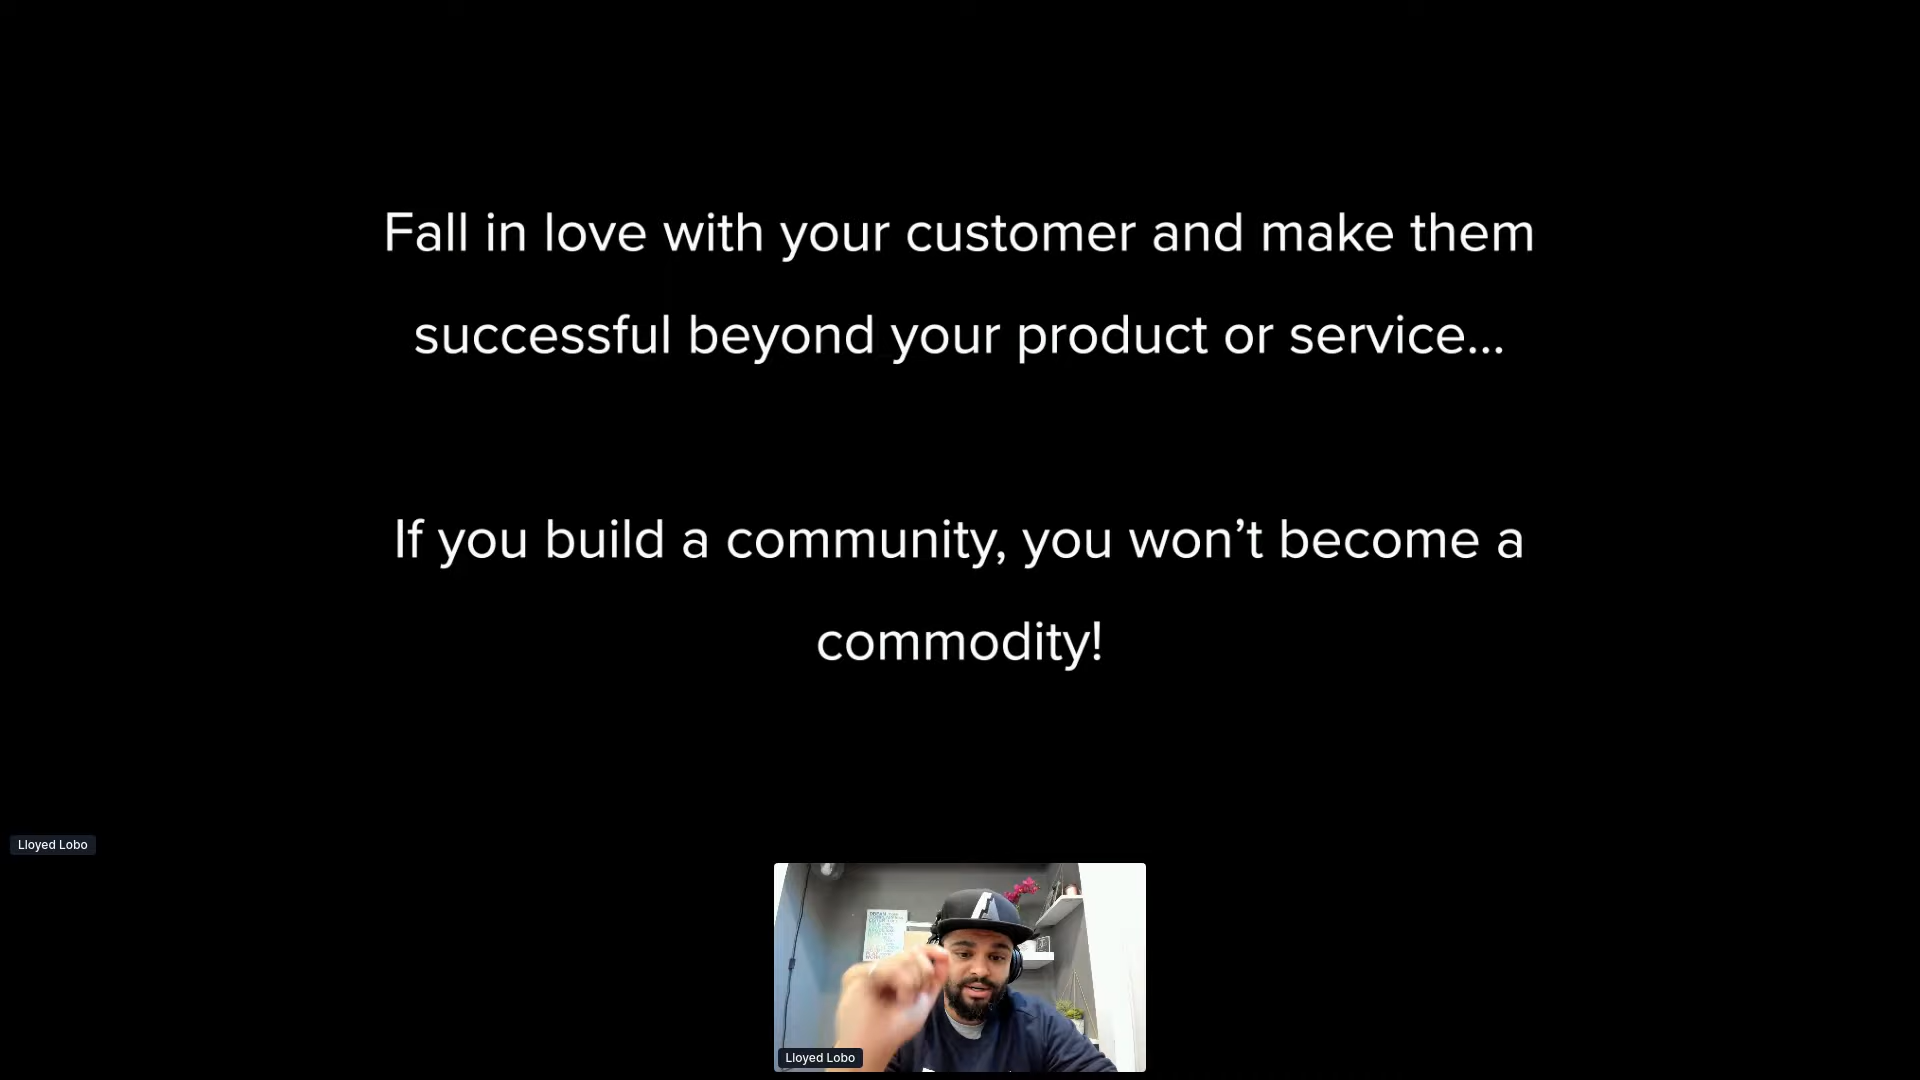 Fall in love with your customer and make them
successful beyond your product or service...
If you build a community, you won’t become a
commodity!
Lloyed Lobo
Lloyed Lobo